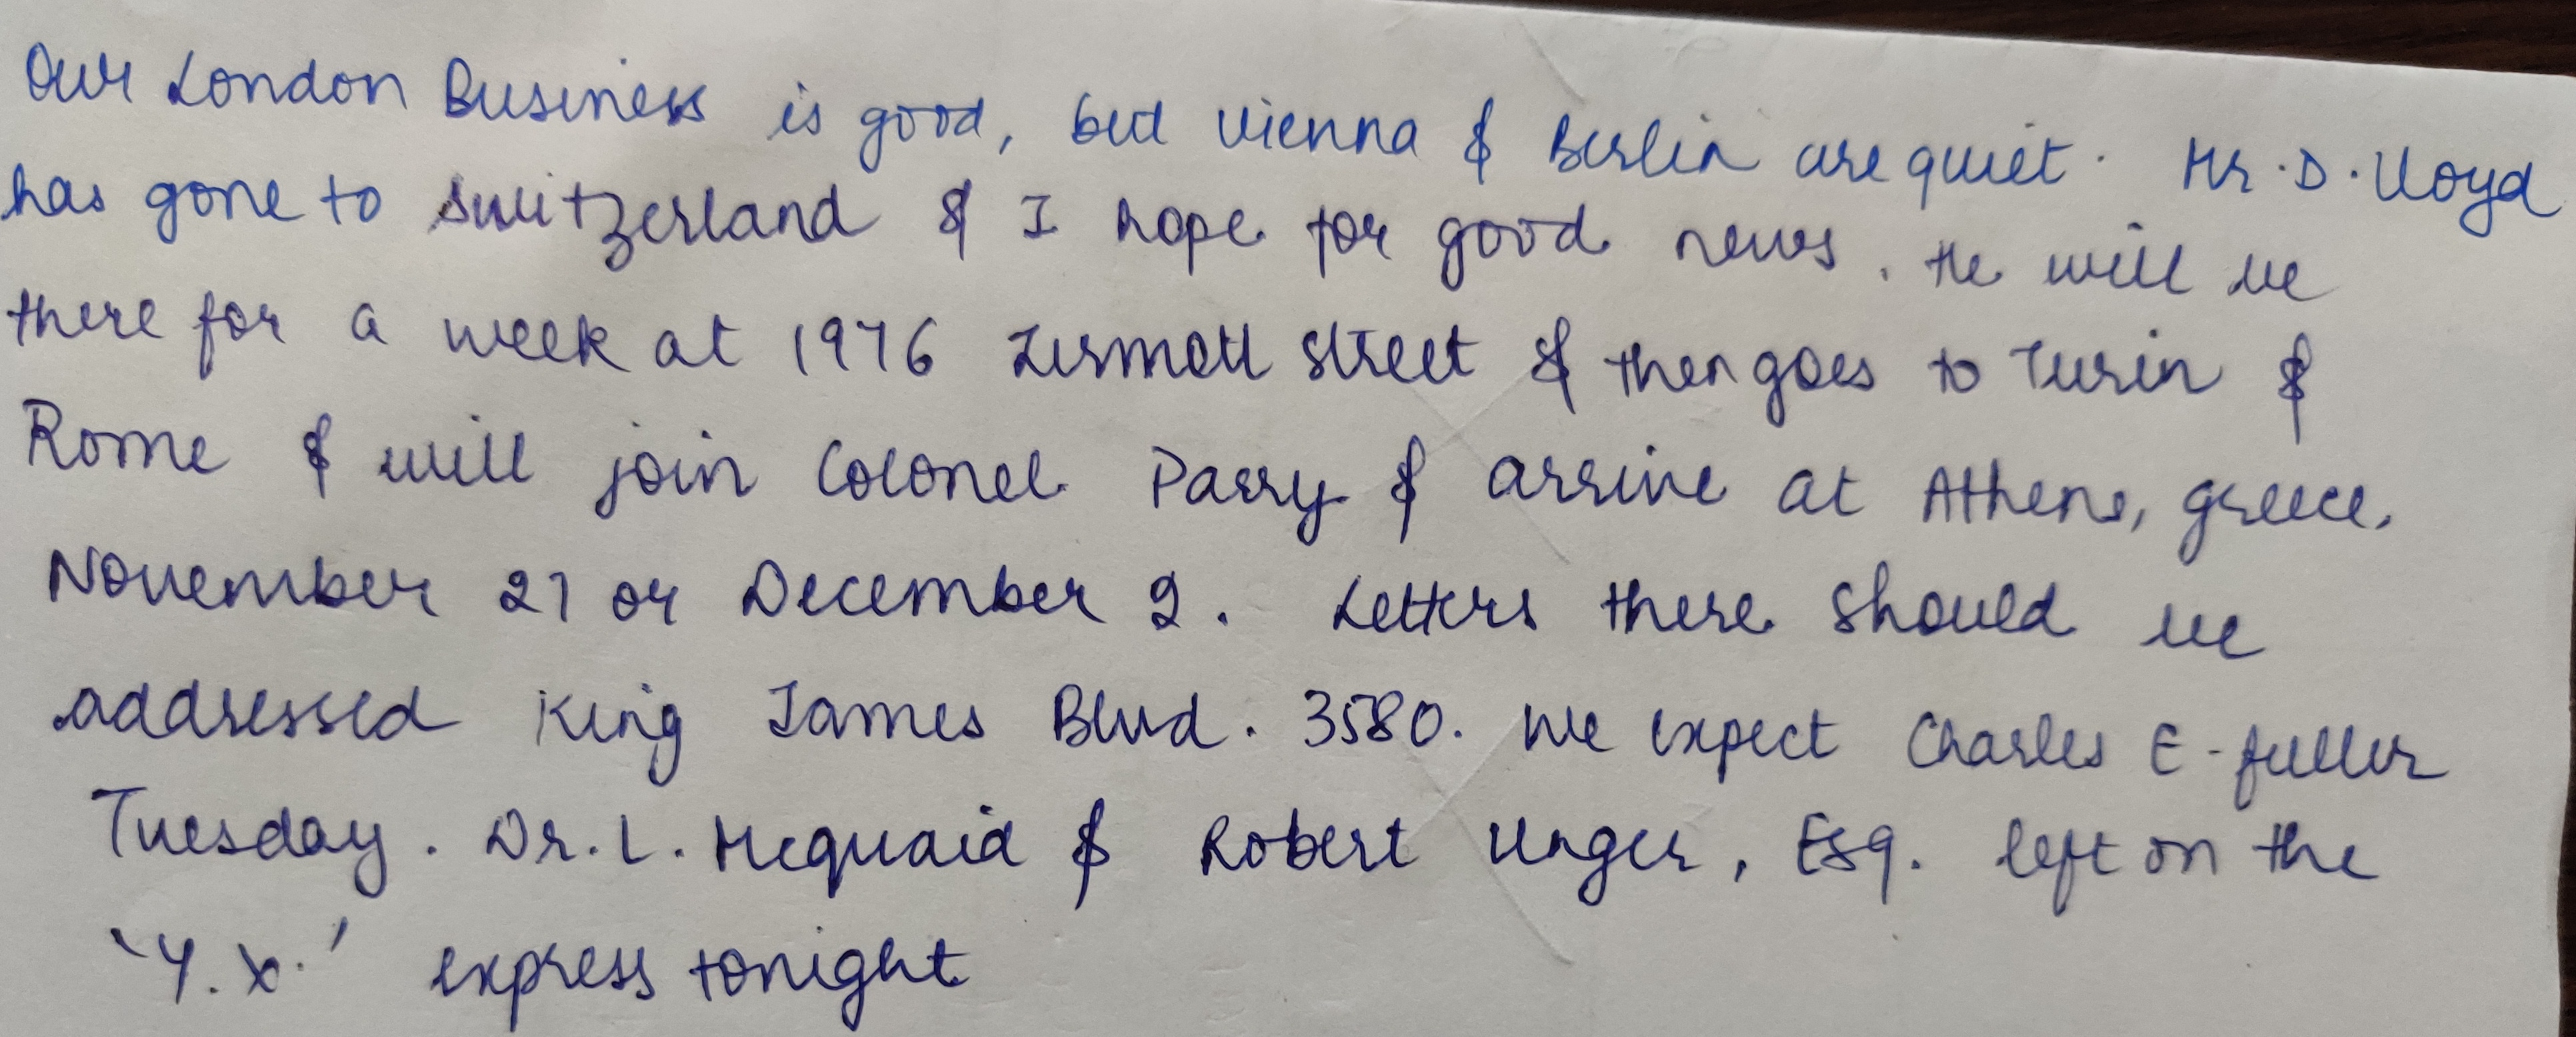 Our London Business is good, but Vienna & Berlin are quiet. Mr. D. Lloyd
has gone to Switzerland & I hope for good news. He will be
there for a week at 1976 Zermott Street & then goes to Turin &
Rome & will join Colonel Parry & arrive at Athens, Greece,
November 27 or December 2. Letters there should be
addressed King James Blvd. 3580. We expect Charles E. Fuller
Tuesday. Dr. L. Mcquaid & Robert Unger, Esq. left on the
'Y.X.' express tonight